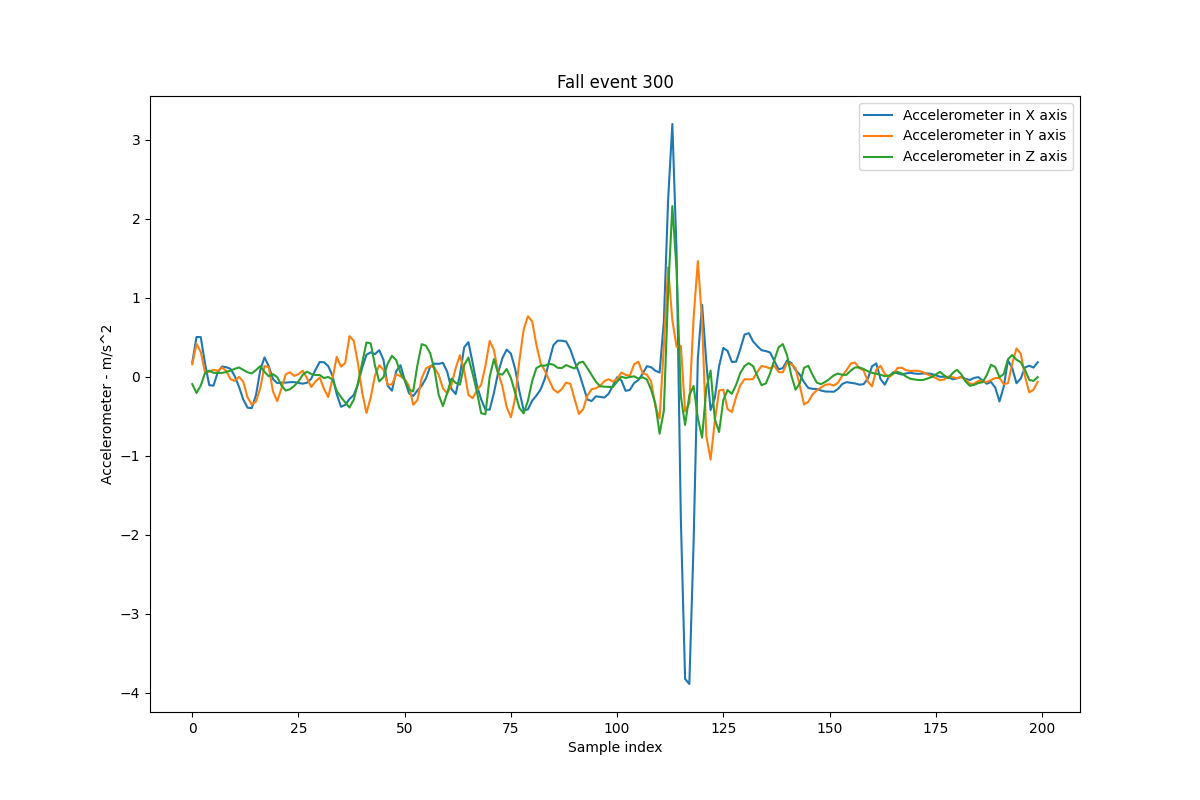 Fall event 300
Accelerometer in X axis
Accelerometer in Y axis
Accelerometer in Z axis
Accelerometer - m/s^2
3
2
1
0
−1
−2
−3
−4
0 25 50 75 100 125 150 175 200
Sample index